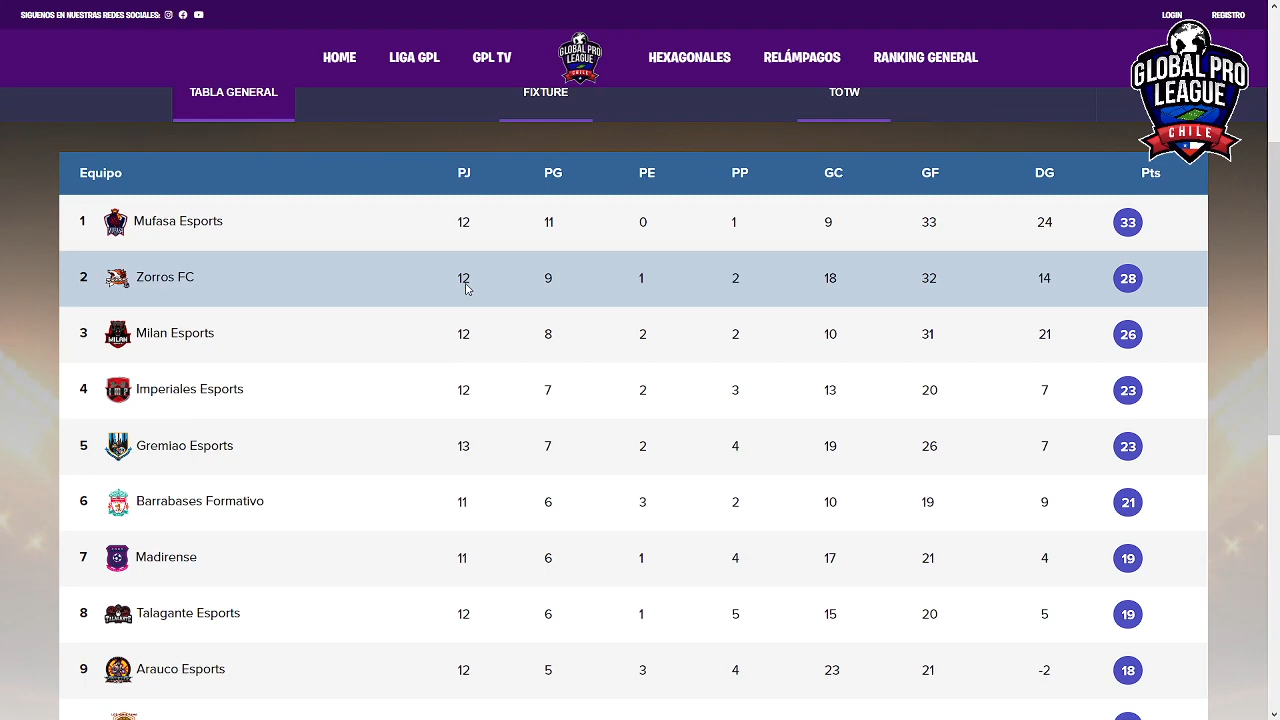 SIGUENOS EN NUESTRAS REDES SOCIALES:
LOGIN REGISTRO
HOME LIGA GPL GPL TV GLOBAL PRO LEAGUE CHILE HEXAGONALES RELÁMPAGOS RANKING GENERAL
GLOBAL PRO
LEAGUE
CHILE
TABLA GENERAL FIXTURE TOTW
Equipo PJ PG PE PP GC GF DG Pts
1 Mufasa Esports 12 11 0 1 9 33 24 33
2 Zorros FC 12 9 1 2 18 32 14 28
3 Milan Esports 12 8 2 2 10 31 21 26
4 Imperiales Esports 12 7 2 3 13 20 7 23
5 Gremiao Esports 13 7 2 4 19 26 7 23
6 Barrabases Formativo 11 6 3 2 10 19 9 21
7 Madirense 11 6 1 4 17 21 4 19
8 Talagante Esports 12 6 1 5 15 20 5 19
9 Arauco Esports 12 5 3 4 23 21 -2 18